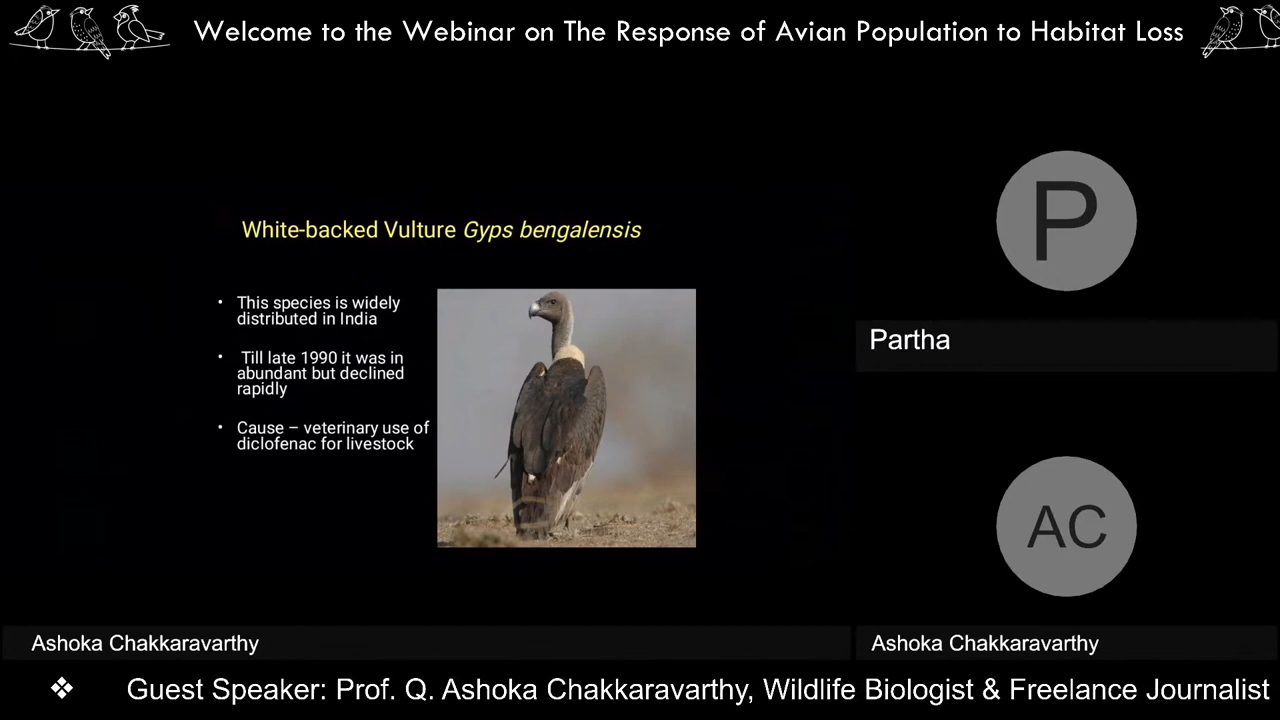 Welcome to the Webinar on The Response of Avian Population to Habitat Loss
White-backed Vulture Gyps bengalensis
• This species is widely
distributed in India
• Till late 1990 it was in
abundant but declined
rapidly
• Cause – veterinary use of
diclofenac for livestock
P
Partha
AC
Ashoka Chakkaravarthy
Ashoka Chakkaravarthy
❖ Guest Speaker: Prof. Q. Ashoka Chakkaravarthy, Wildlife Biologist & Freelance Journalist